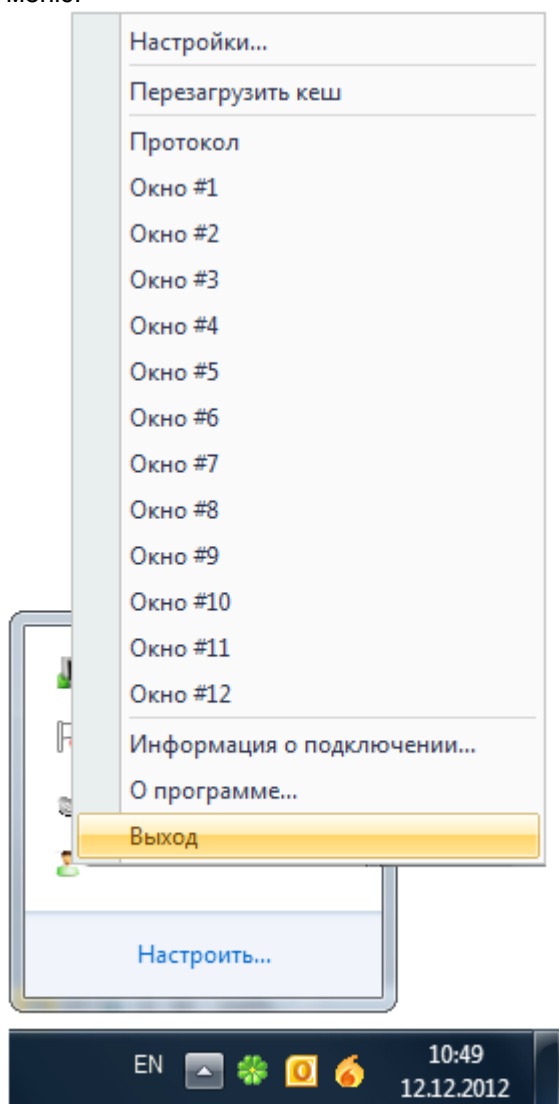 Настройки...
Перезагрузить кеш
Протокол
Окно #1
Окно #2
Окно #3
Окно #4
Окно #5
Окно #6
Окно #7
Окно #8
Окно #9
Окно #10
Окно #11
Окно #12
Информация о подключении...
О программе...
Выход
Настроить...
EN
10:49
12.12.2012